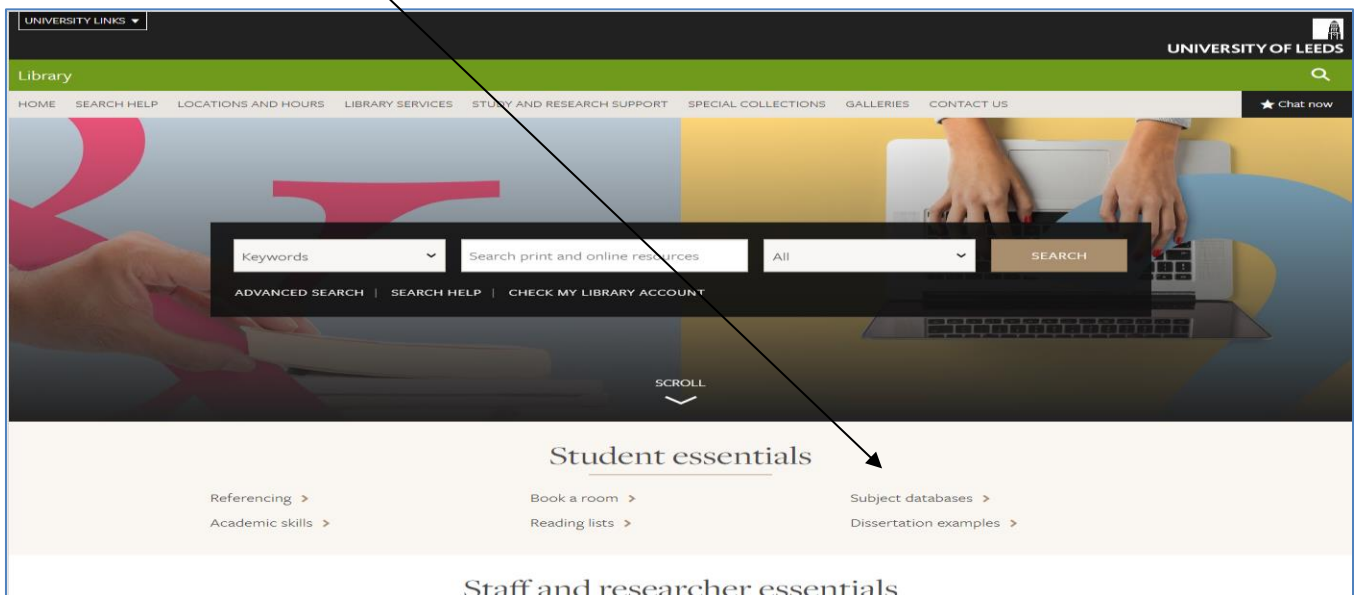 UNIVERSITY LINKS
UNIVERSITY OF LEEDS
Library
HOME SEARCH HELP LOCATIONS AND HOURS LIBRARY SERVICES STUDY AND RESEARCH SUPPORT SPECIAL COLLECTIONS GALLERIES CONTACT US ★ Chat now
Keywords Search print and online resources All SEARCH
ADVANCED SEARCH | SEARCH HELP | CHECK MY LIBRARY ACCOUNT
SCROLL
Student essentials
Referencing > Book a room > Subject databases >
Academic skills > Reading lists > Dissertation examples >
Staff and researcher essentials